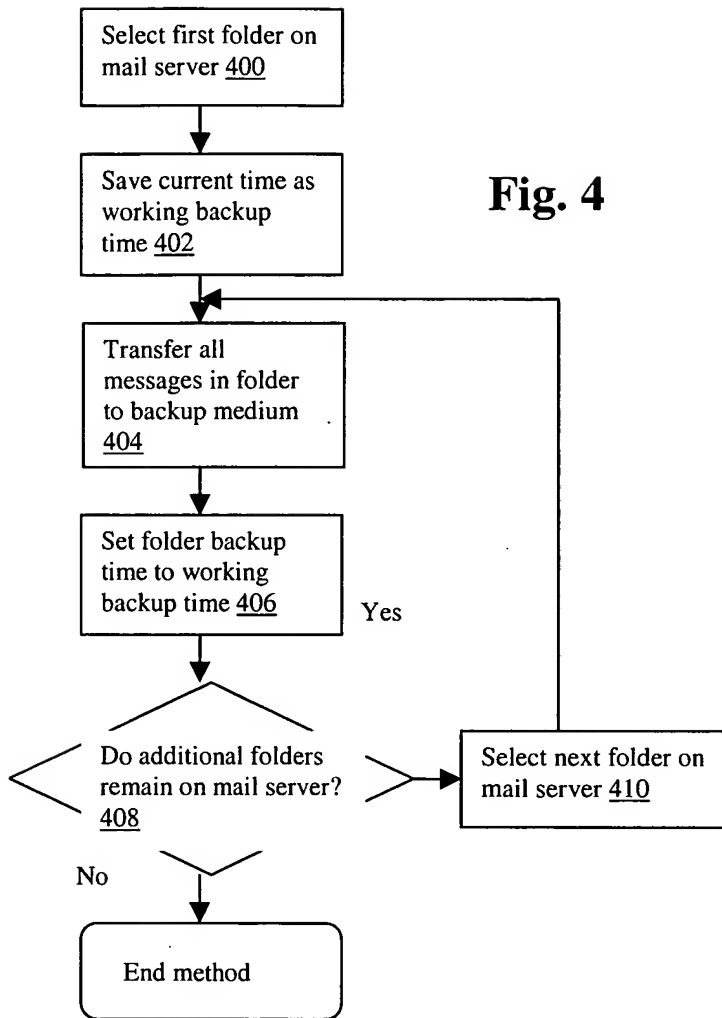 Select first folder on
mail server 400
Save current time as
working backup
time 402
Fig. 4
Transfer all
messages in folder
to backup medium
404
Set folder backup
time to working
backup time 406
Yes
Do additional folders
remain on mail server?
408
Select next folder on
mail server 410
No
End method